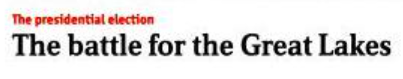 The presidential election
The battle for the Great Lakes